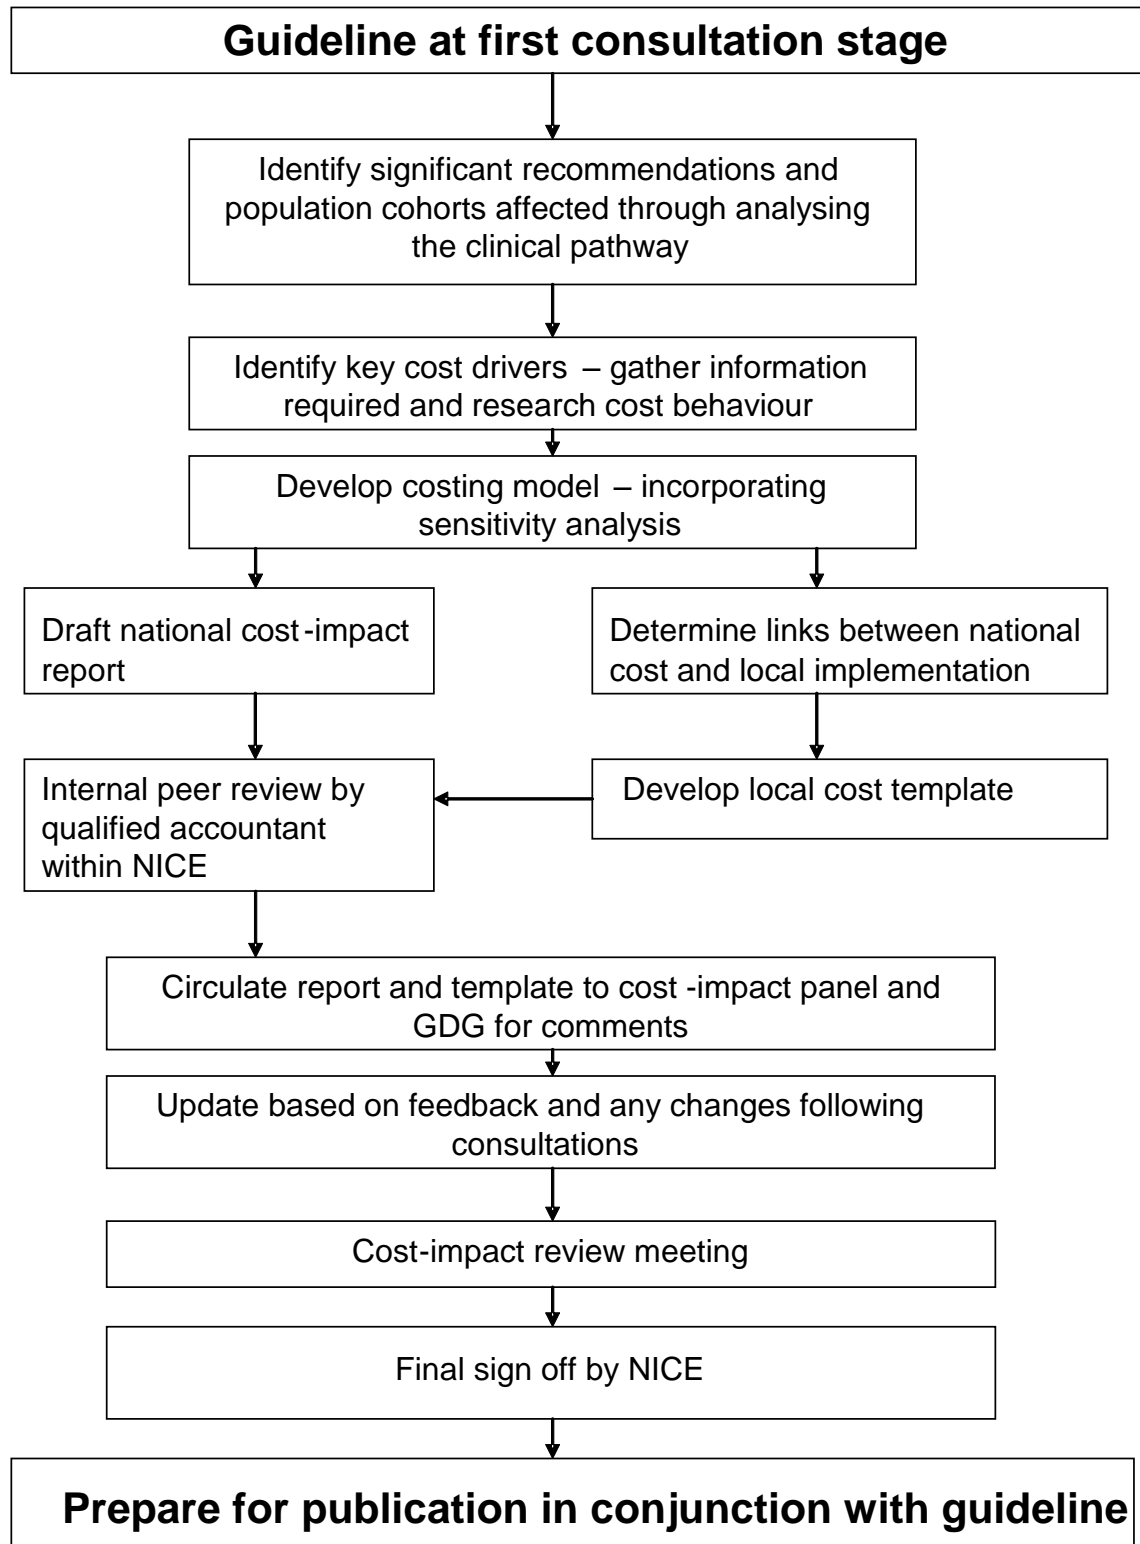 Guideline at first consultation stage
Identify significant recommendations and
population cohorts affected through analysing
the clinical pathway
Identify key cost drivers – gather information
required and research cost behaviour
Develop costing model – incorporating
sensitivity analysis
Draft national cost-impact
report
Determine links between national
cost and local implementation
Internal peer review by
qualified accountant
within NICE
Develop local cost template
Circulate report and template to cost-impact panel and
GDG for comments
Update based on feedback and any changes following
consultations
Cost-impact review meeting
Final sign off by NICE
Prepare for publication in conjunction with guideline